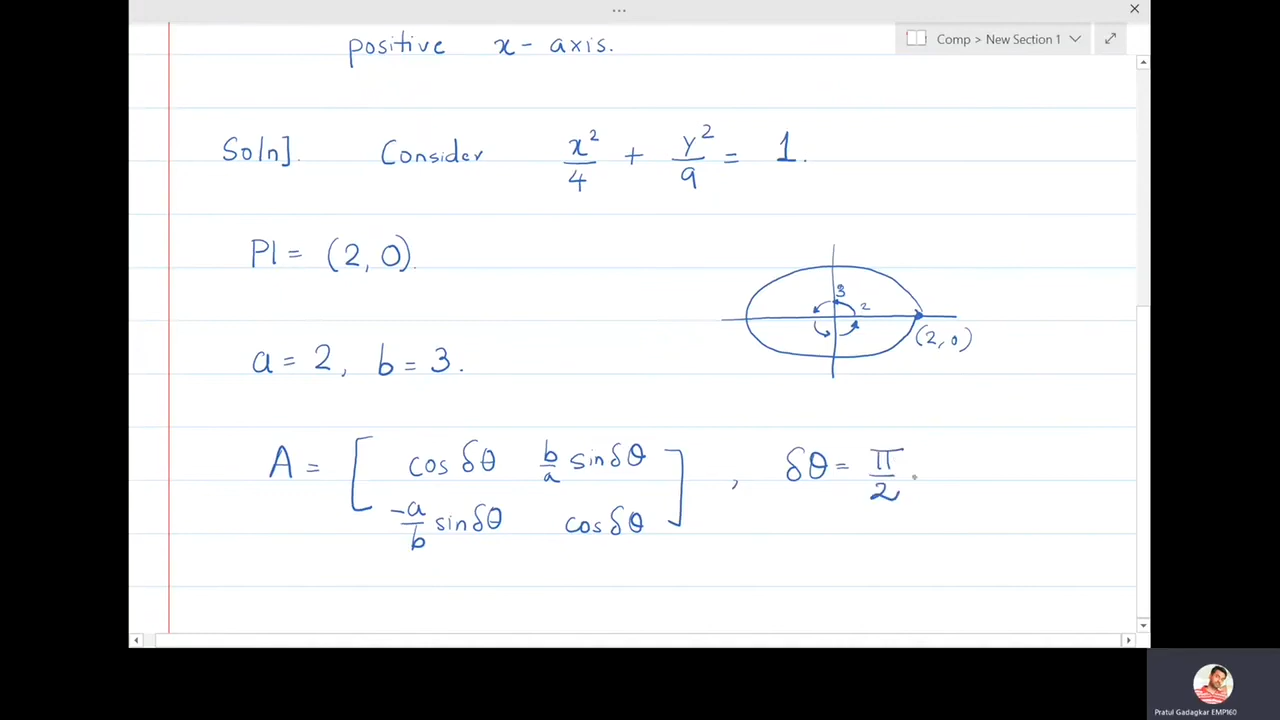 ...
Comp > New Section 1
positive x- axis.
Soln]. Consider x²/4 + y²/9 = 1.
P1 = (2, 0).
3
2
(2, 0)
a = 2, b = 3.
A = [ cos δθ b/a sin δθ
-a/b sin δθ cos δθ ] , δθ = π/2.
Pratul Gadagkar EMP160